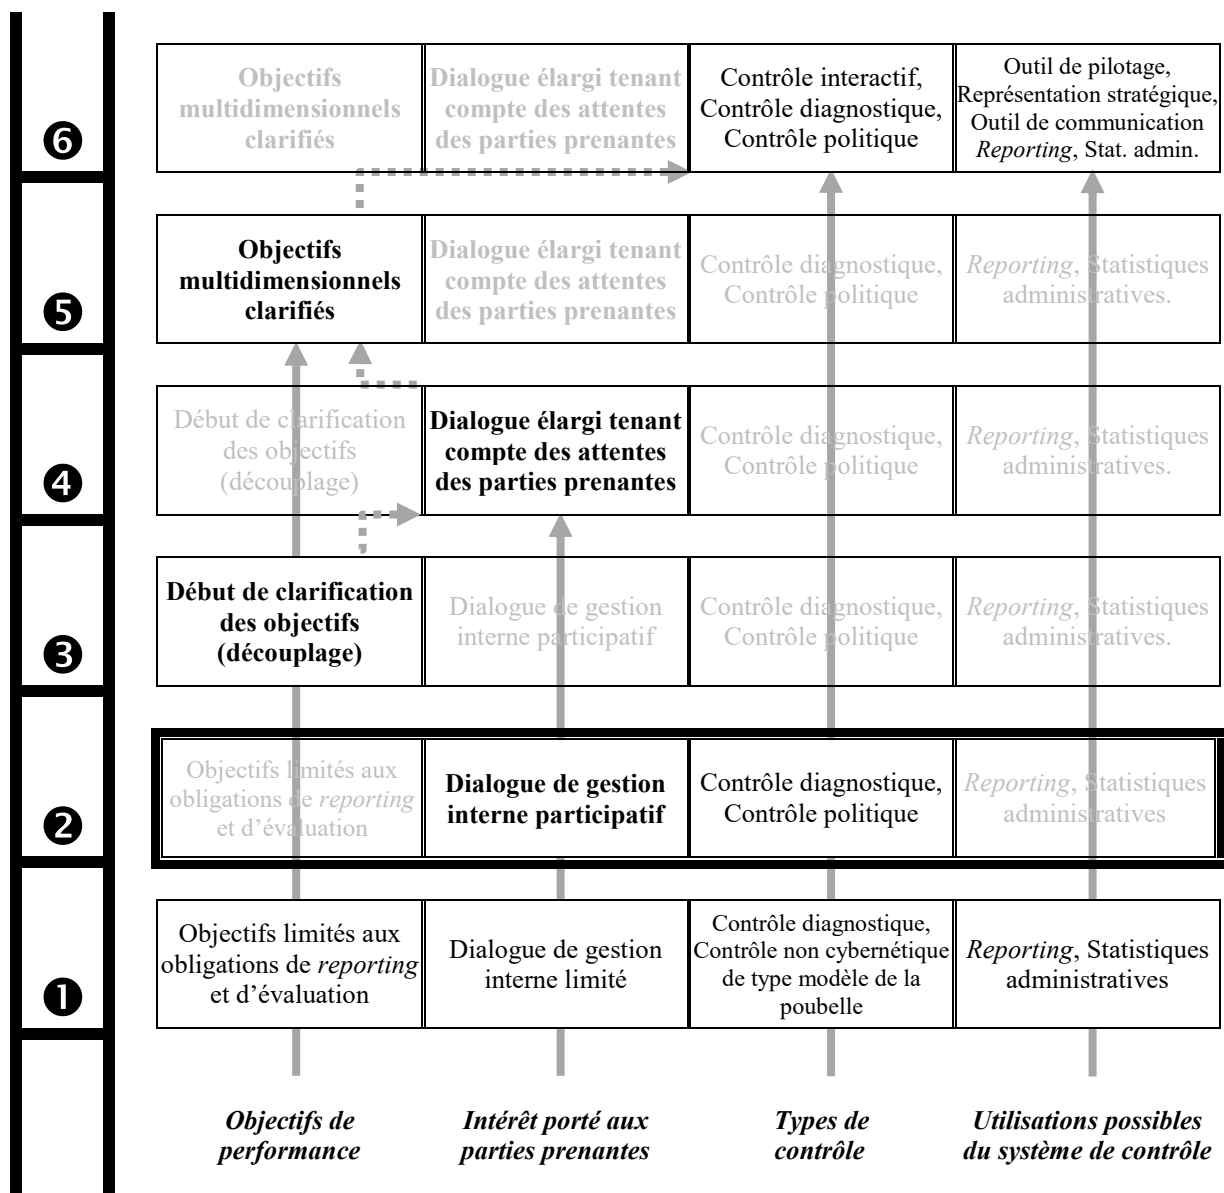 ❻
Objectifs
multidimensionnels
clarifiés
Dialogue élargi tenant
compte des attentes
des parties prenantes
Contrôle interactif,
Contrôle diagnostique,
Contrôle politique
Outil de pilotage,
Représentation stratégique,
Outil de communication
Reporting, Stat. admin.
❺
Objectifs
multidimensionnels
clarifiés
Dialogue élargi tenant
compte des attentes
des parties prenantes
Contrôle diagnostique,
Contrôle politique
Reporting, Statistiques
administratives.
❹
Début de clarification
des objectifs
(découplage)
Dialogue élargi tenant
compte des attentes
des parties prenantes
Contrôle diagnostique,
Contrôle politique
Reporting, Statistiques
administratives.
❸
Début de clarification
des objectifs
(découplage)
Dialogue de gestion
interne participatif
Contrôle diagnostique,
Contrôle politique
Reporting, Statistiques
administratives.
❷
Objectifs limités aux
obligations de reporting
et d’évaluation
Dialogue de gestion
interne participatif
Contrôle diagnostique,
Contrôle politique
Reporting, Statistiques
administratives
❶
Objectifs limités aux
obligations de reporting
et d’évaluation
Dialogue de gestion
interne limité
Contrôle diagnostique,
Contrôle non cybernétique
de type modèle de la
poubelle
Reporting, Statistiques
administratives
Objectifs de
performance
Intérêt porté aux
parties prenantes
Types de
contrôle
Utilisations possibles
du système de contrôle